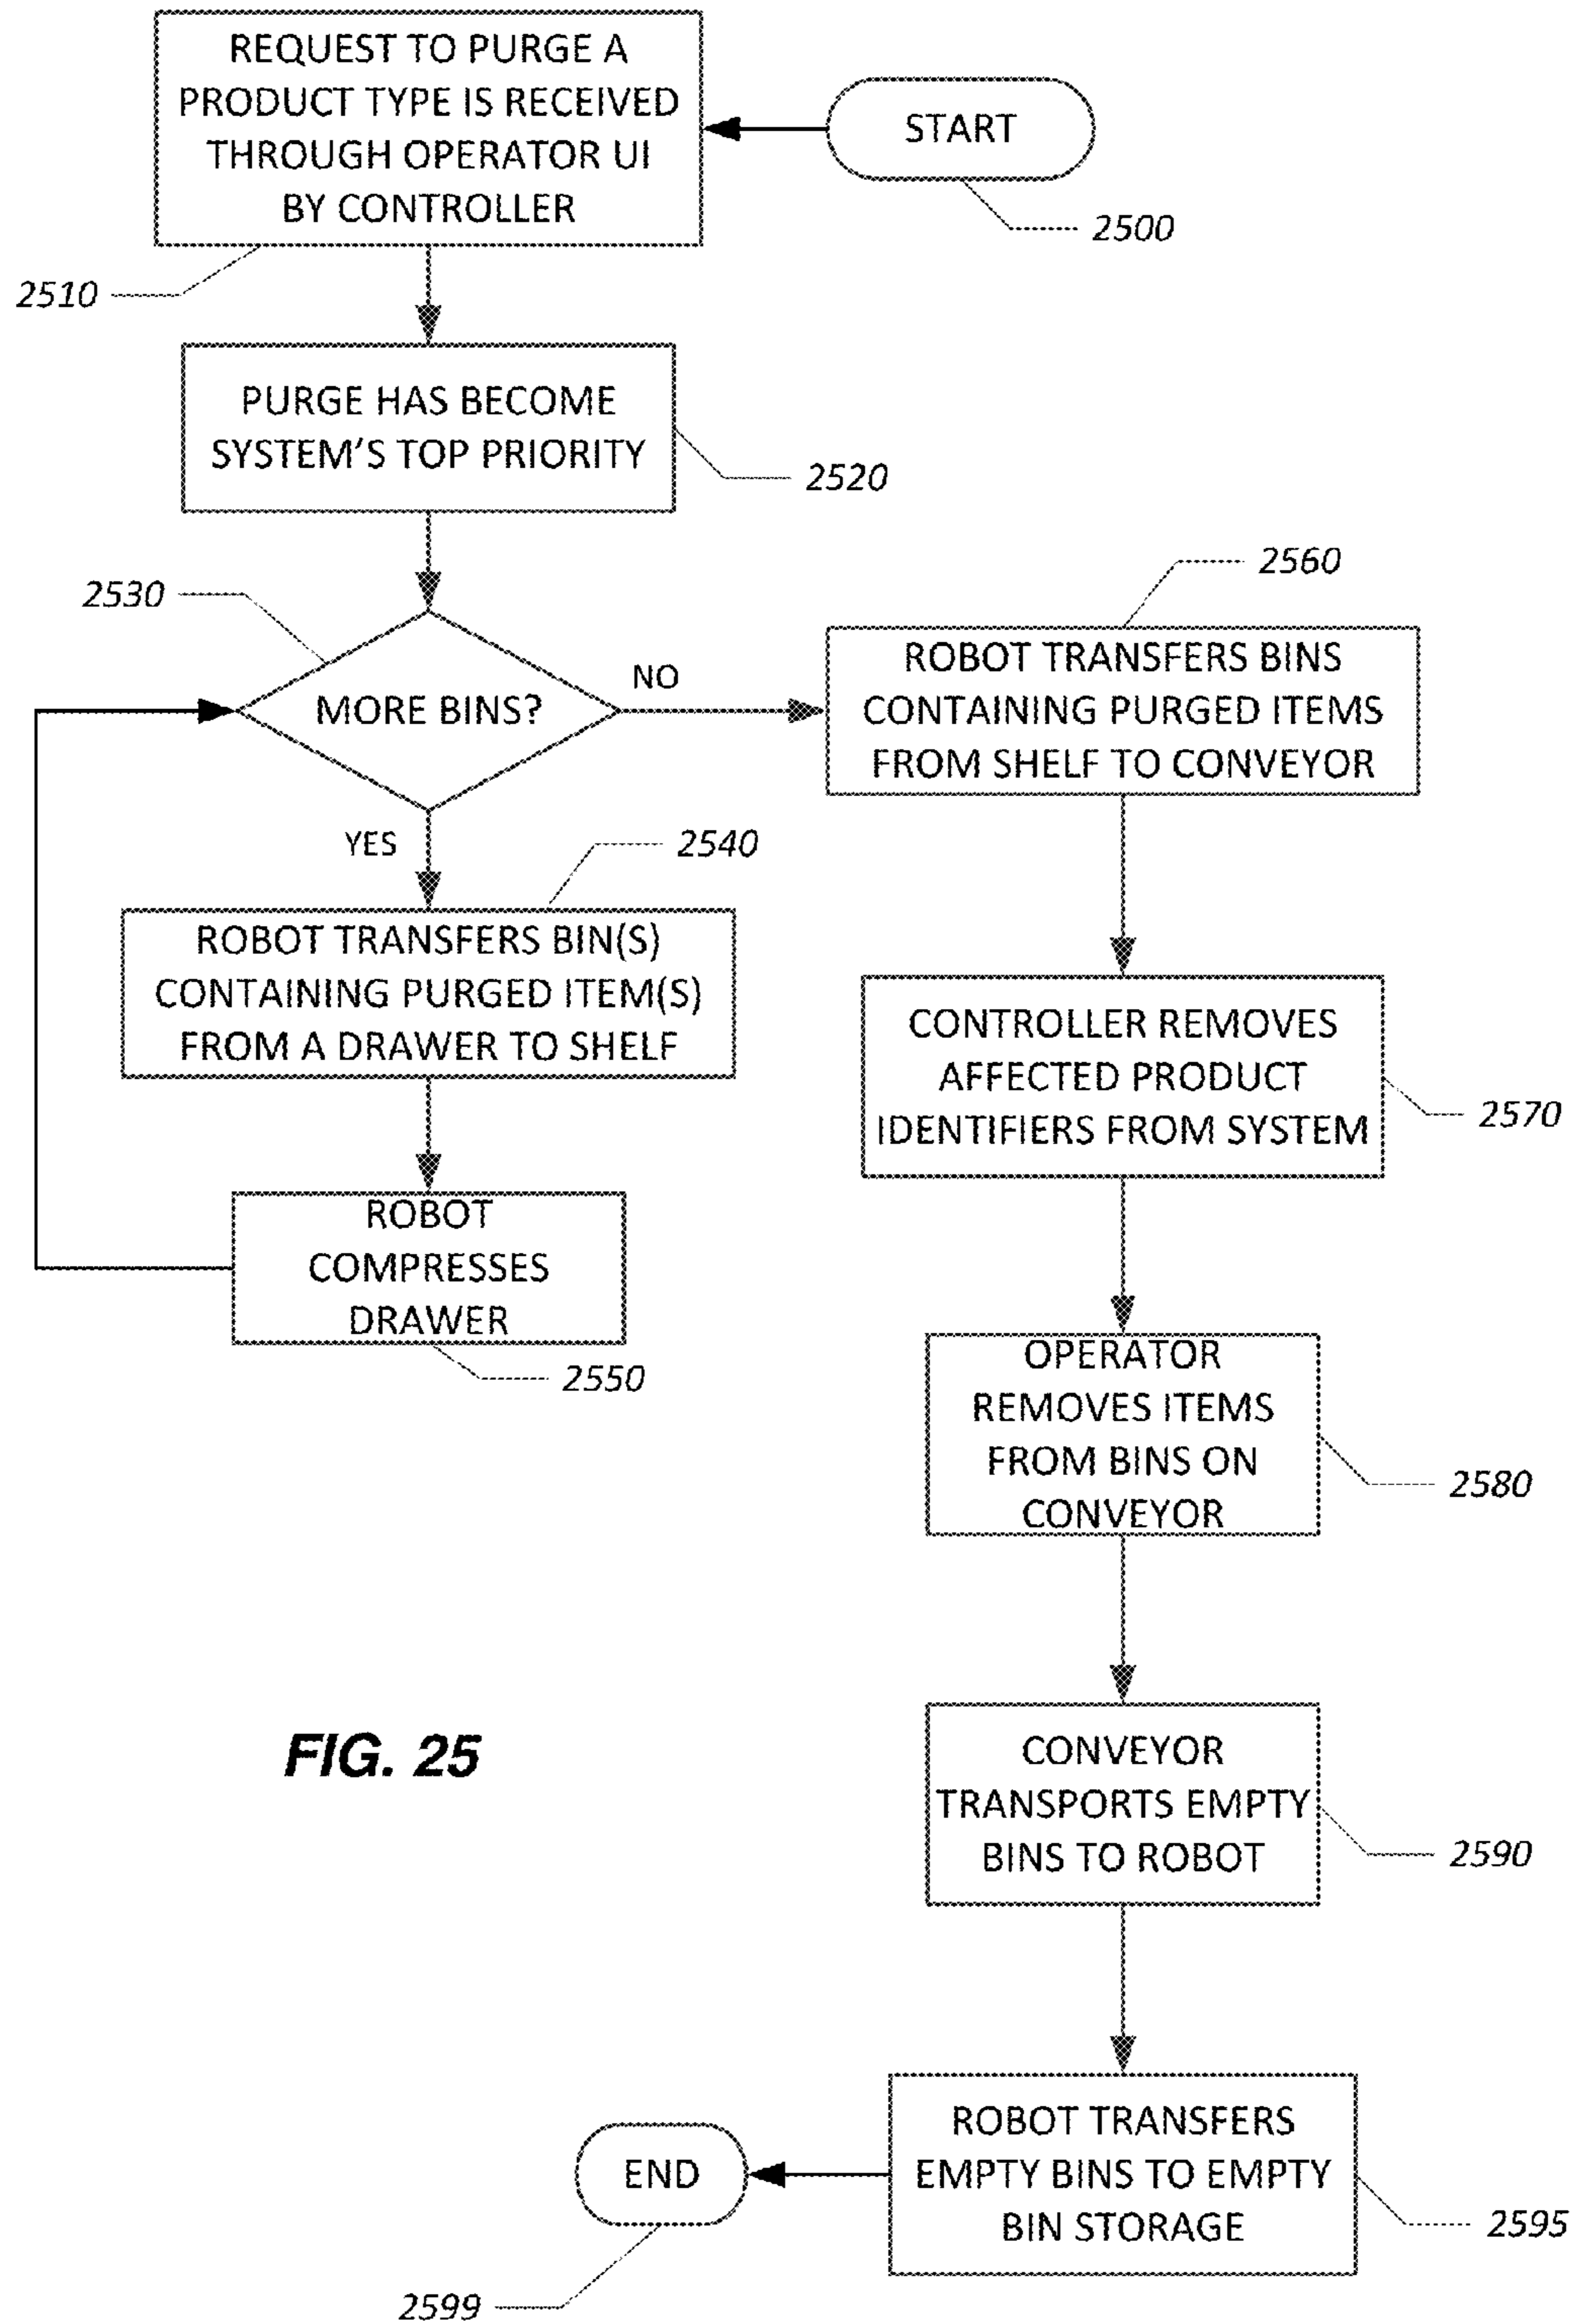 REQUEST TO PURGE A
PRODUCT TYPE IS RECEIVED
THROUGH OPERATOR UI
BY CONTROLLER
START
2500
2510
PURGE HAS BECOME
SYSTEM'S TOP PRIORITY
2520
2530
MORE BINS?
NO
YES
2560
ROBOT TRANSFERS BINS
CONTAINING PURGED ITEMS
FROM SHELF TO CONVEYOR
2540
ROBOT TRANSFERS BIN(S)
CONTAINING PURGED ITEM(S)
FROM A DRAWER TO SHELF
ROBOT
COMPRESSES
DRAWER
2550
CONTROLLER REMOVES
AFFECTED PRODUCT
IDENTIFIERS FROM SYSTEM
2570
OPERATOR
REMOVES ITEMS
FROM BINS ON
CONVEYOR
2580
FIG. 25
CONVEYOR
TRANSPORTS EMPTY
BINS TO ROBOT
2590
ROBOT TRANSFERS
EMPTY BINS TO EMPTY
BIN STORAGE
2595
END
2599